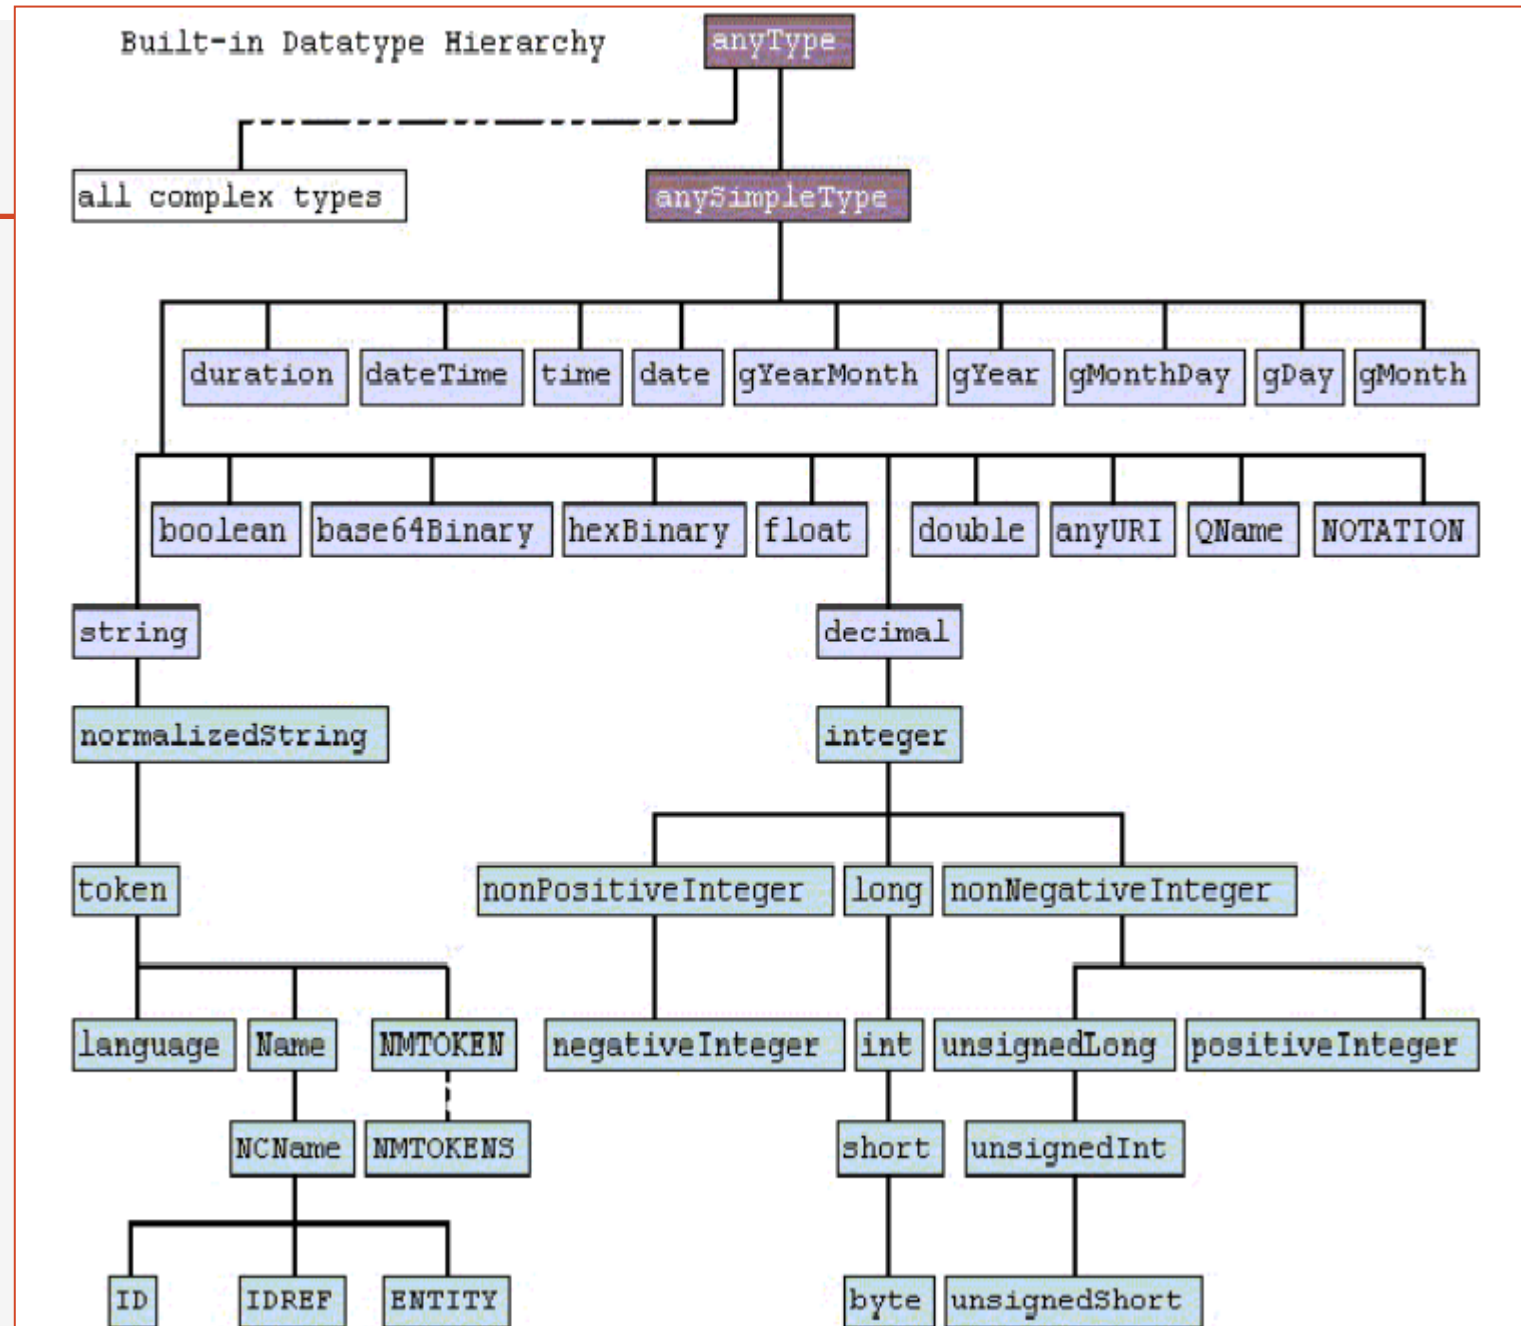 Built-in Datatype Hierarchy
anyType
all complex types
anySimpleType
duration dateTime time date gYearMonth gYear gMonthDay gDay gMonth
boolean base64Binary hexBinary float double anyURI QName NOTATION
string decimal
normalizedString integer
token nonPositiveInteger long nonNegativeInteger
language Name NMTOKEN negativeInteger int unsignedLong positiveInteger
NCName NMTOKENS short unsignedInt
ID IDREF ENTITY byte unsignedShort